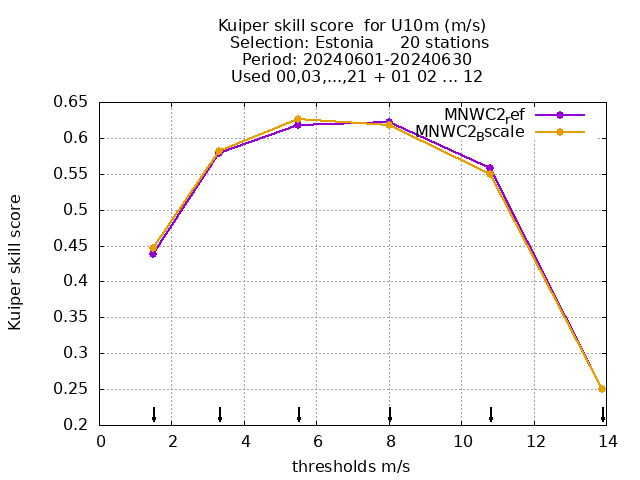 Kuiper skill score  for U10m (m/s)
Selection: Estonia     20 stations
Period: 20240601-20240630
Used 00,03,...,21 + 01 02 ... 12
MNWC2ref
MNWC2Bscale
Kuiper skill score
0.65
0.6
0.55
0.5
0.45
0.4
0.35
0.3
0.25
0.2
0 2 4 6 8 10 12 14
thresholds m/s